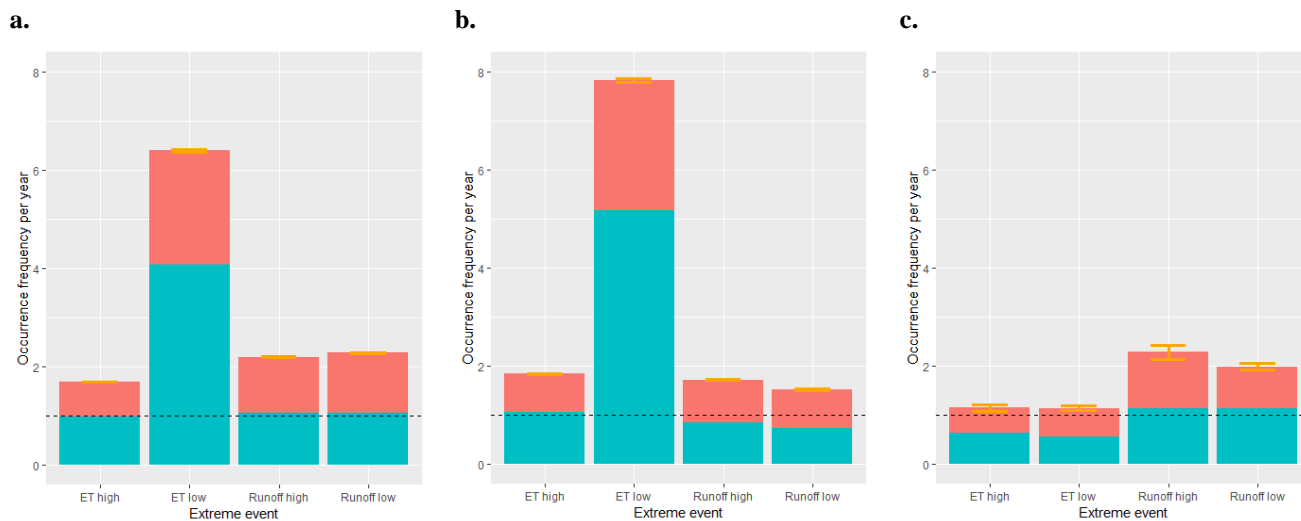 a.
Occurrence frequency per year
8
6
4
2
0
ET high ET low Runoff high Runoff low
Extreme event
b.
Occurrence frequency per year
8
6
4
2
0
ET high ET low Runoff high Runoff low
Extreme event
c.
Occurrence frequency per year
8
6
4
2
0
ET high ET low Runoff high Runoff low
Extreme event